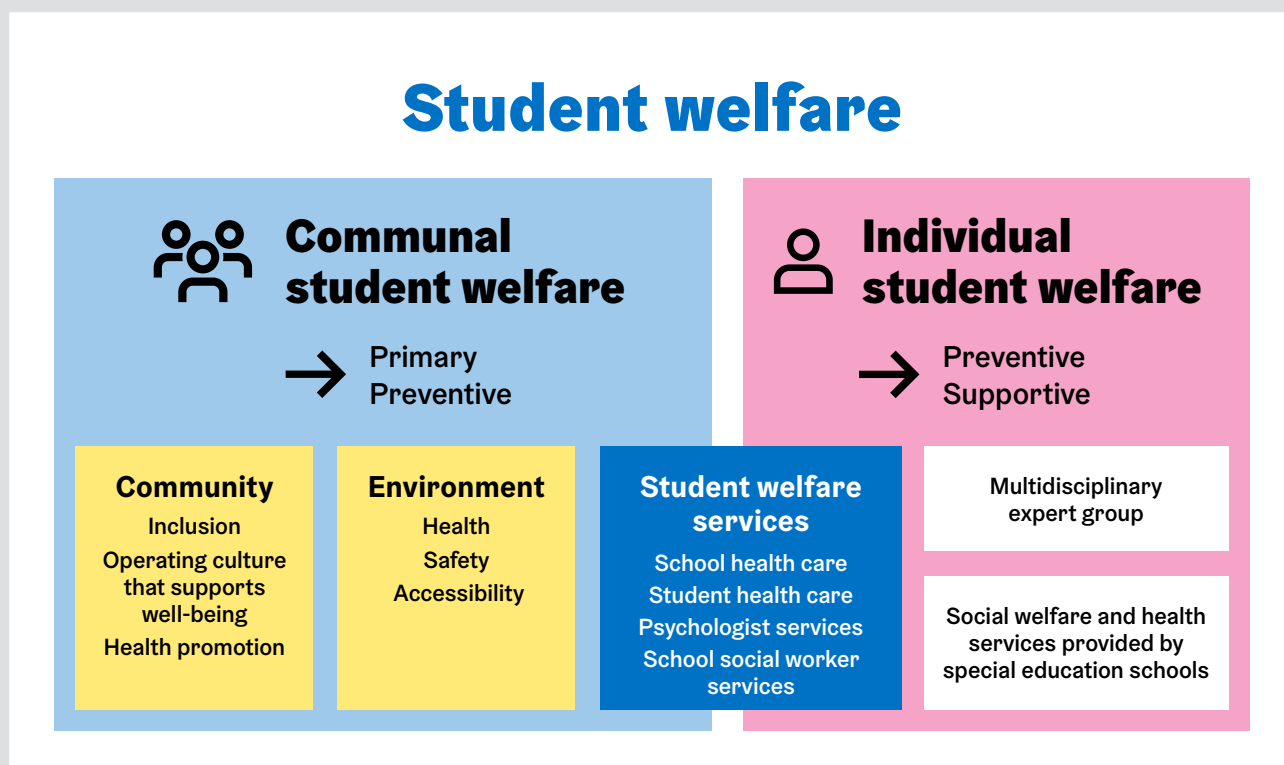 Student welfare
Communal
student welfare
Primary
Preventive
Individual
student welfare
Preventive
Supportive
Community
Inclusion
Operating culture
that supports
well-being
Health promotion
Environment
Health
Safety
Accessibility
Student welfare
services
School health care
Student health care
Psychologist services
School social worker
services
Multidisciplinary
expert group
Social welfare and health
services provided by
special education schools